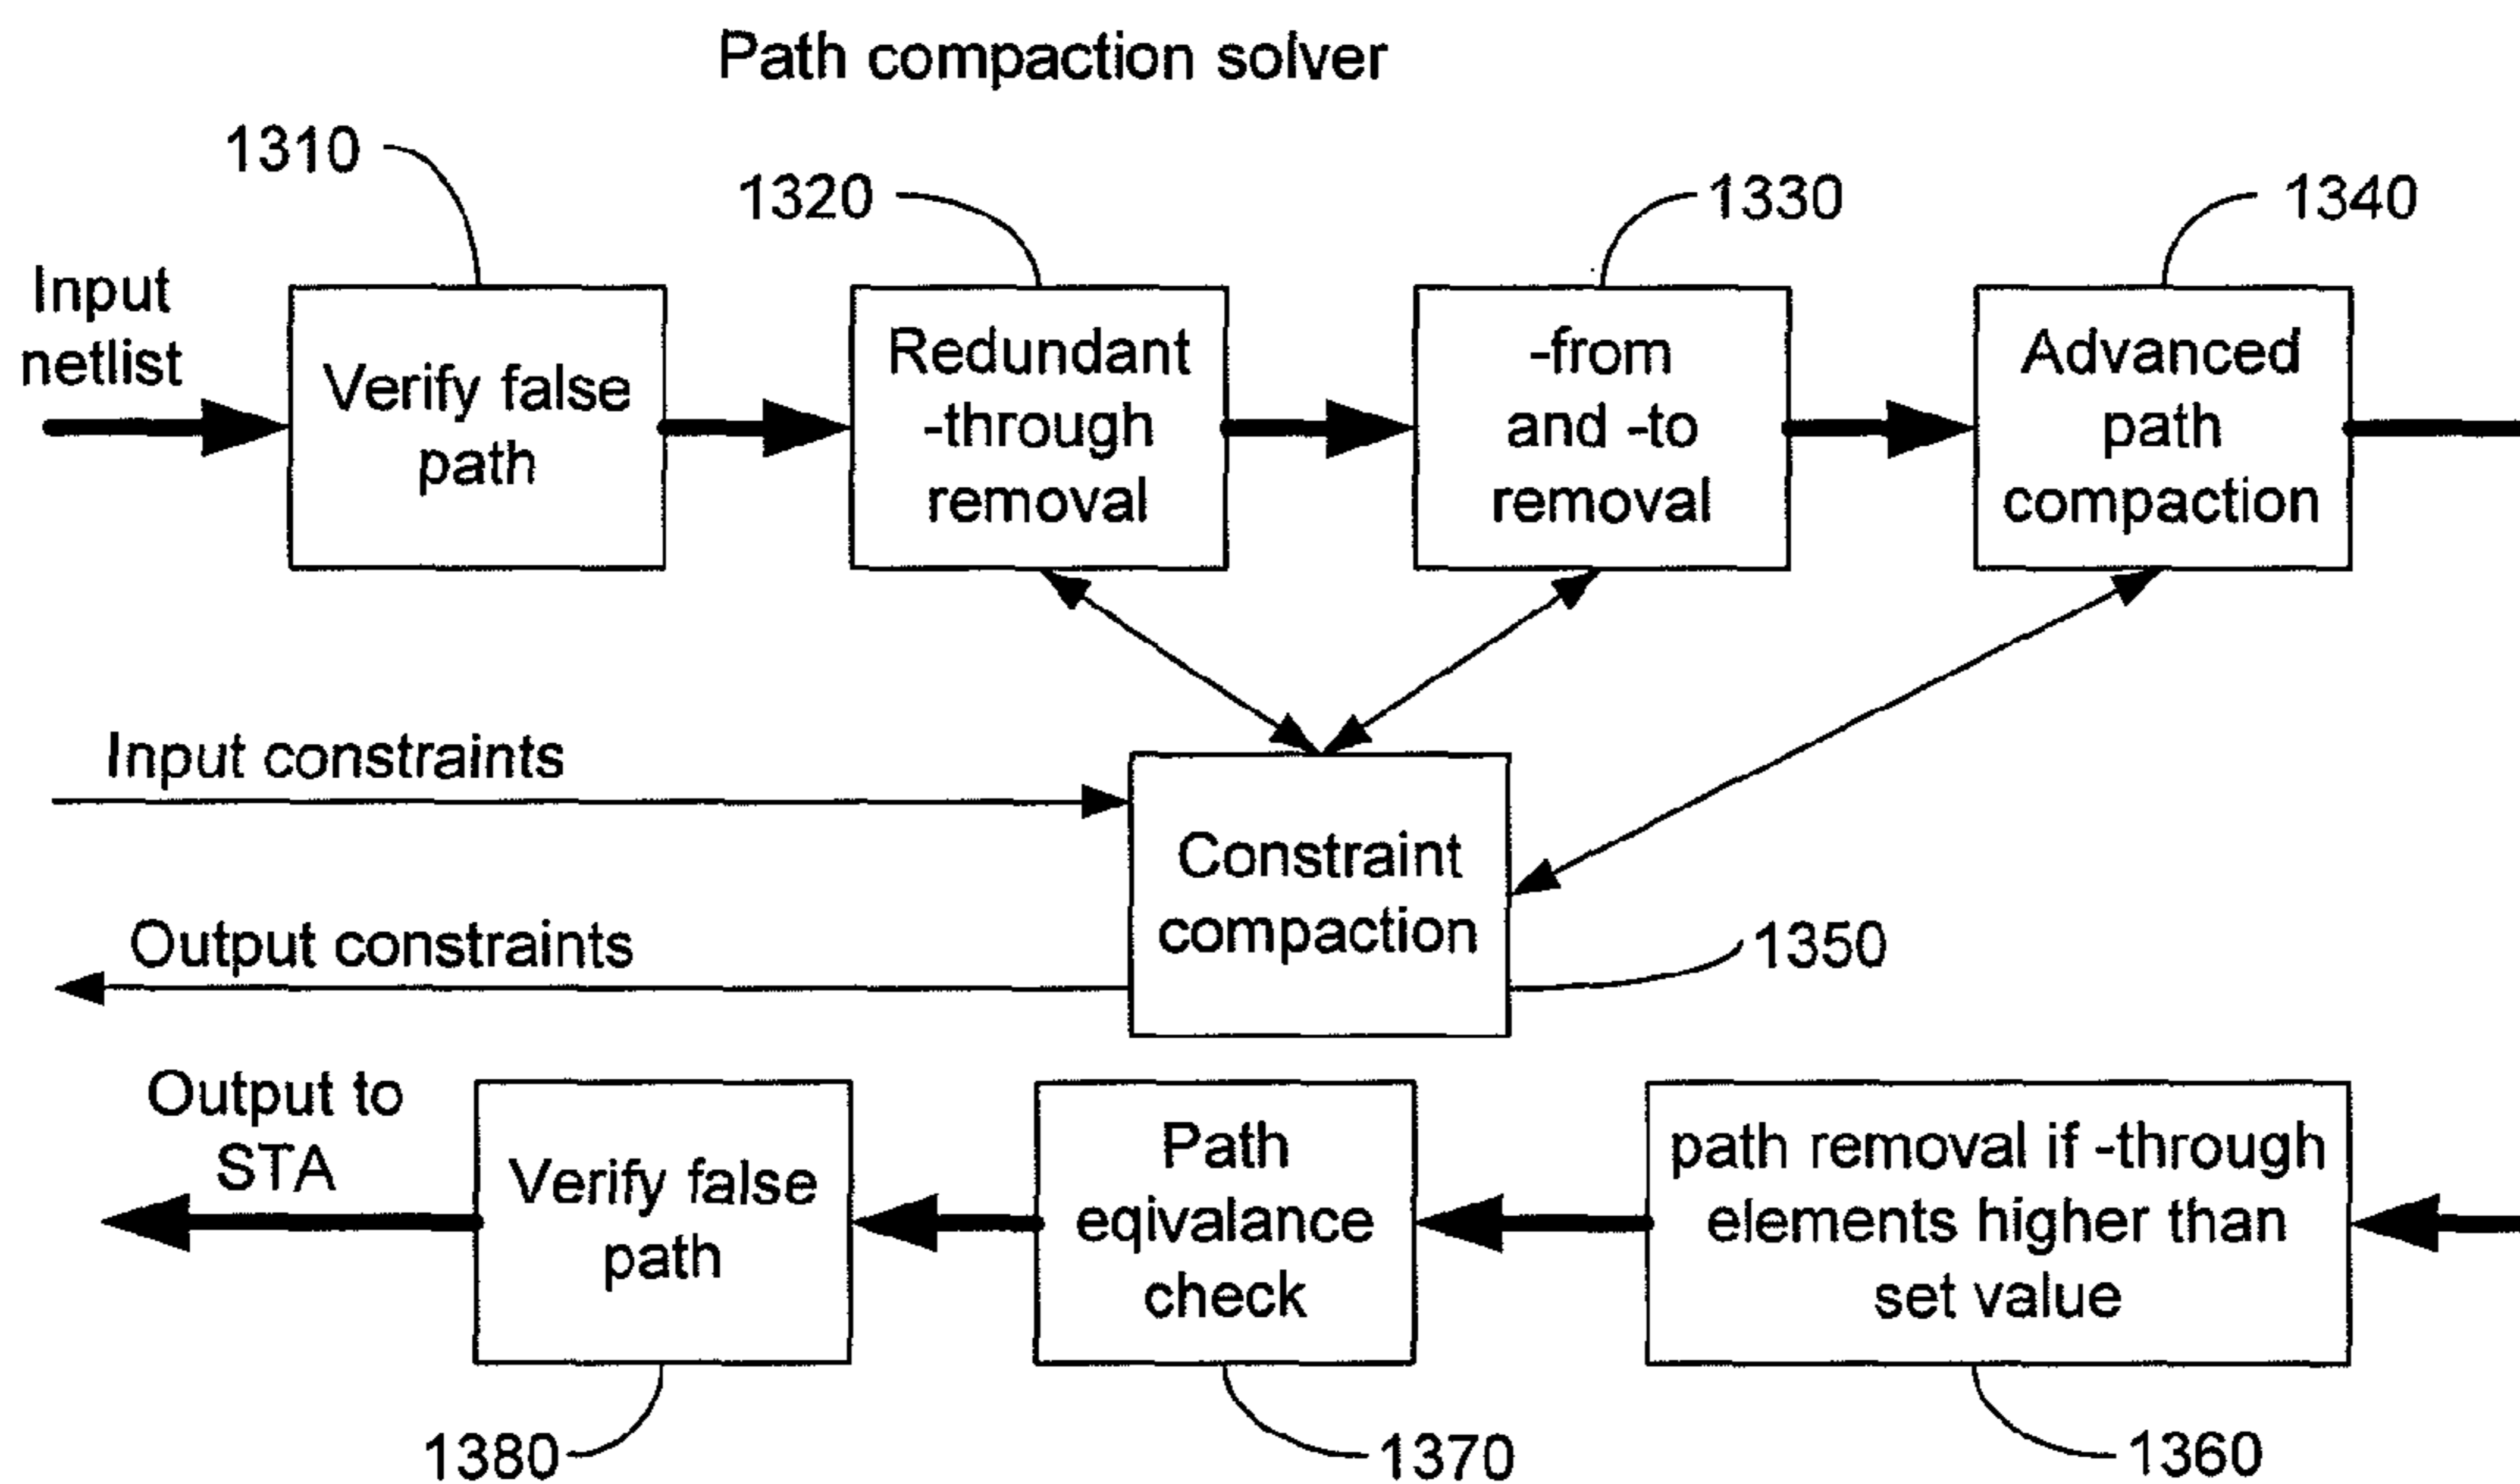 Path compaction solver
1310
1320
1330
1340
Input
netlist
Verify false
path
Redundant
-through
removal
-from
and -to
removal
Advanced
path
compaction
Input constraints
Constraint
compaction
Output constraints
1350
Output to
STA
Verify false
path
Path
eqivalance
check
path removal if -through
elements higher than
set value
1380
1370
1360